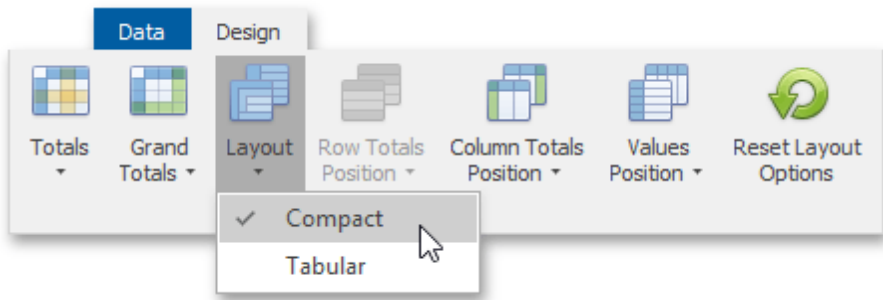 Data Design
Totals
Grand
Totals
Layout
Row Totals
Position
Column Totals
Position
Values
Position
Reset Layout
Options
Compact
Tabular